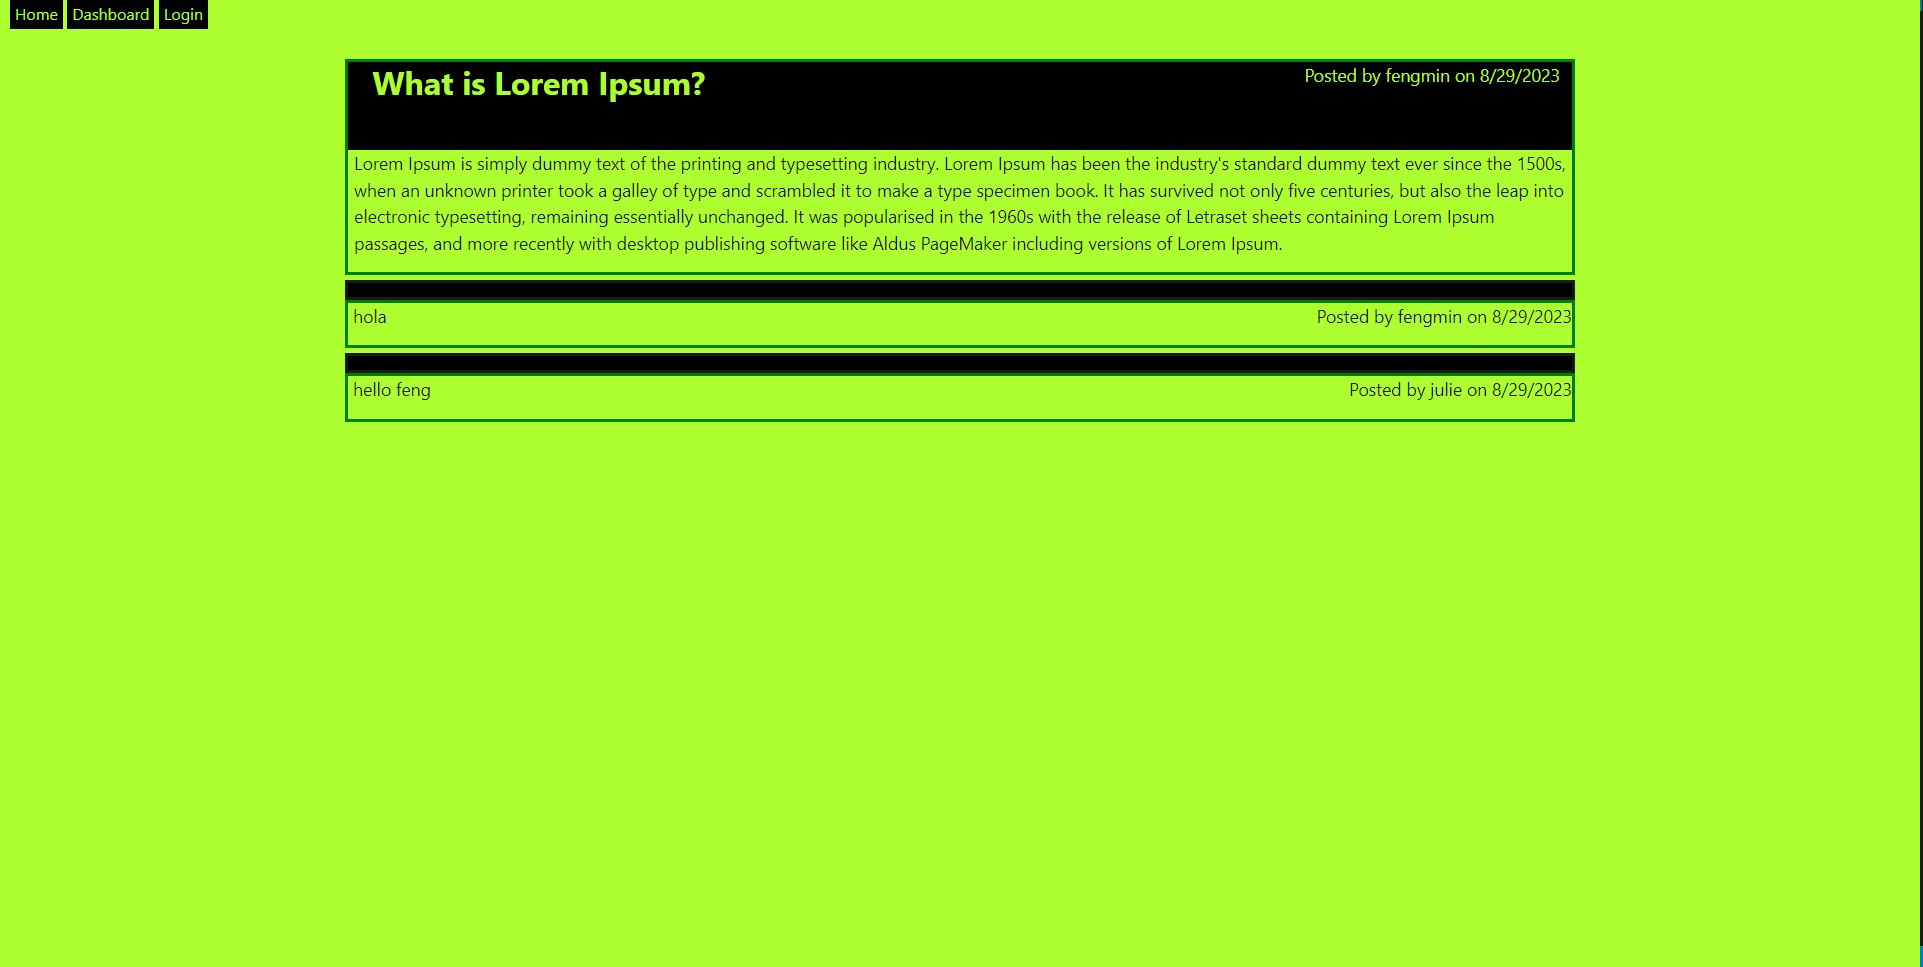 Home Dashboard Login
What is Lorem Ipsum? Posted by fengmin on 8/29/2023
Lorem Ipsum is simply dummy text of the printing and typesetting industry. Lorem Ipsum has been the industry's standard dummy text ever since the 1500s,
when an unknown printer took a galley of type and scrambled it to make a type specimen book. It has survived not only five centuries, but also the leap into
electronic typesetting, remaining essentially unchanged. It was popularised in the 1960s with the release of Letraset sheets containing Lorem Ipsum
passages, and more recently with desktop publishing software like Aldus PageMaker including versions of Lorem Ipsum.
hola Posted by fengmin on 8/29/2023
hello feng Posted by julie on 8/29/2023